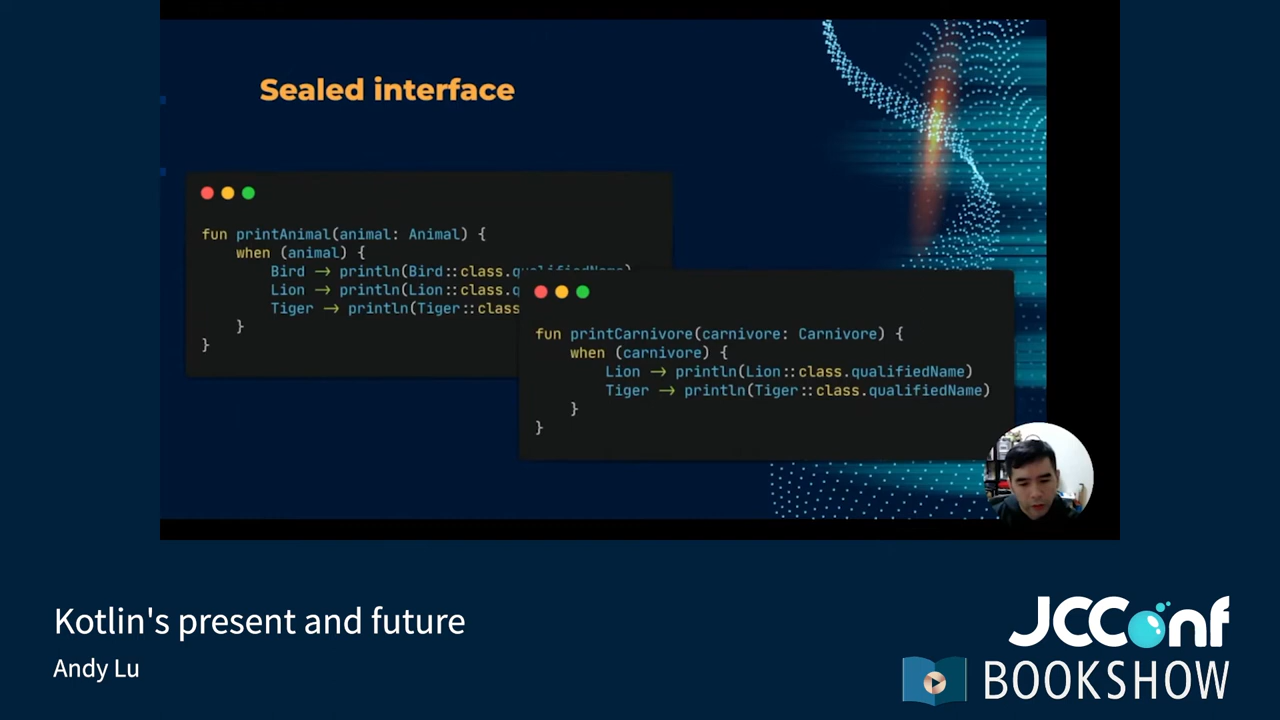 Sealed interface
fun printAnimal(animal: Animal) {
when (animal) {
Bird → println(Bird::class.qualifiedName)
Lion → println(Lion::class.q
Tiger → println(Tiger::class
}
}
fun printCarnivore(carnivore: Carnivore) {
when (carnivore) {
Lion → println(Lion::class.qualifiedName)
Tiger → println(Tiger::class.qualifiedName)
}
}
Kotlin's present and future
Andy Lu
JCConf
BOOKSHOW